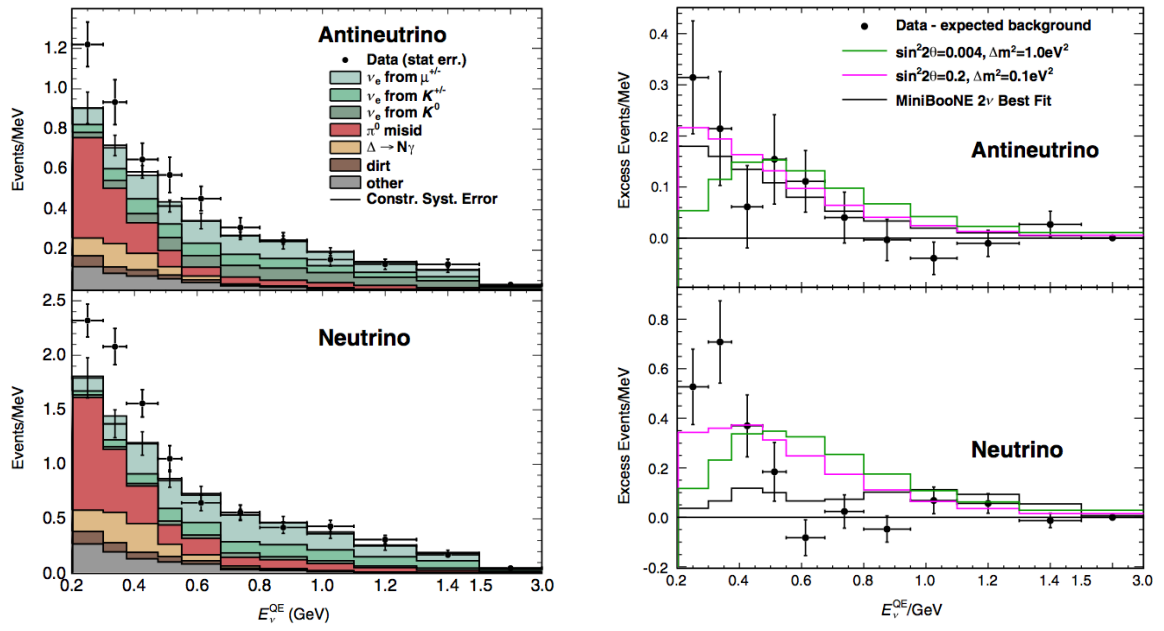 Antineutrino
Data (stat err.)
νₑ from μ⁺/⁻
νₑ from K⁺/⁻
νₑ from K⁰
π⁰ misid
Δ → Nγ
dirt
other
Constr. Syst. Error
Events/MeV
1.2
1.0
0.8
0.6
0.4
0.2
Neutrino
Events/MeV
2.5
2.0
1.5
1.0
0.5
0.0
0.2 0.4 0.6 0.8 1.0 1.2 1.4 1.5 3.0
E_ν^QE (GeV)
Data - expected background
sin²2θ=0.004, Δm²=1.0eV²
sin²2θ=0.2, Δm²=0.1eV²
MiniBooNE 2ν Best Fit
Antineutrino
Excess Events/MeV
0.4
0.3
0.2
0.1
0.0
Neutrino
Excess Events/MeV
0.8
0.6
0.4
0.2
0.0
-0.2
0.2 0.4 0.6 0.8 1.0 1.2 1.4 1.5 3.0
E_ν^QE/GeV